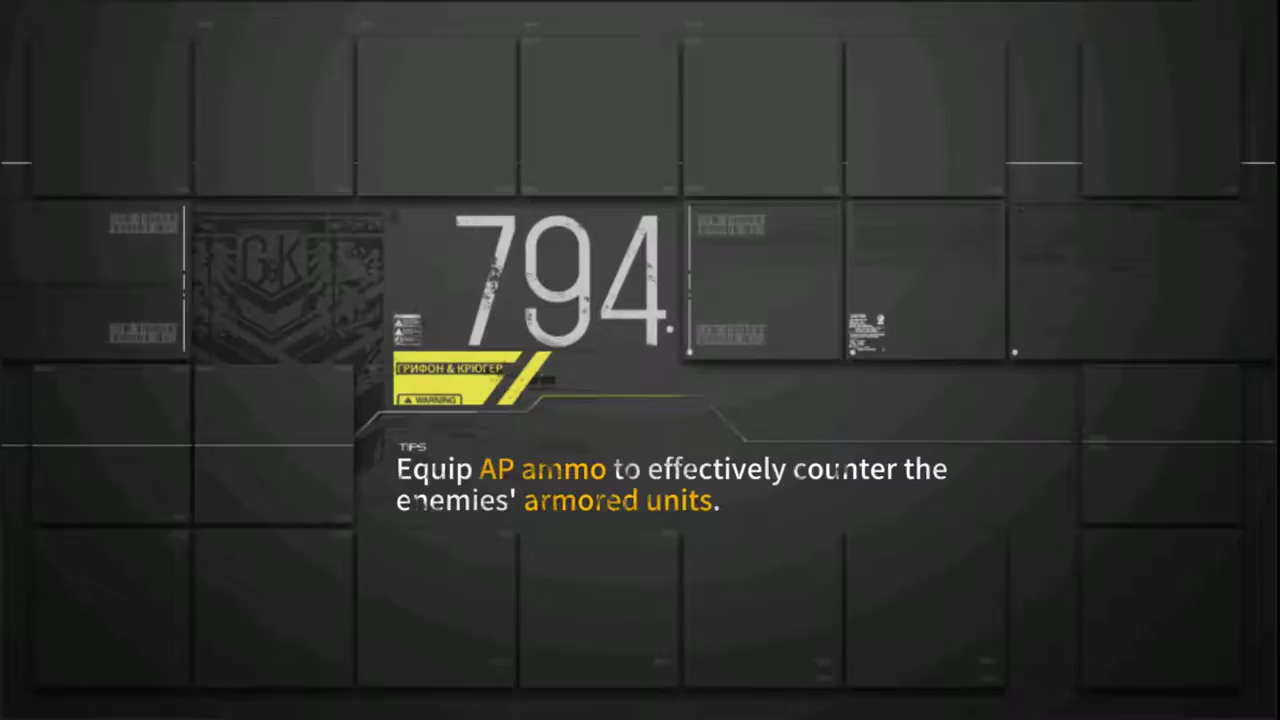 G&K
794.
ГРИФОН & КРЮГЕР
WARNING
TIPS
Equip AP ammo to effectively counter the
enemies' armored units.